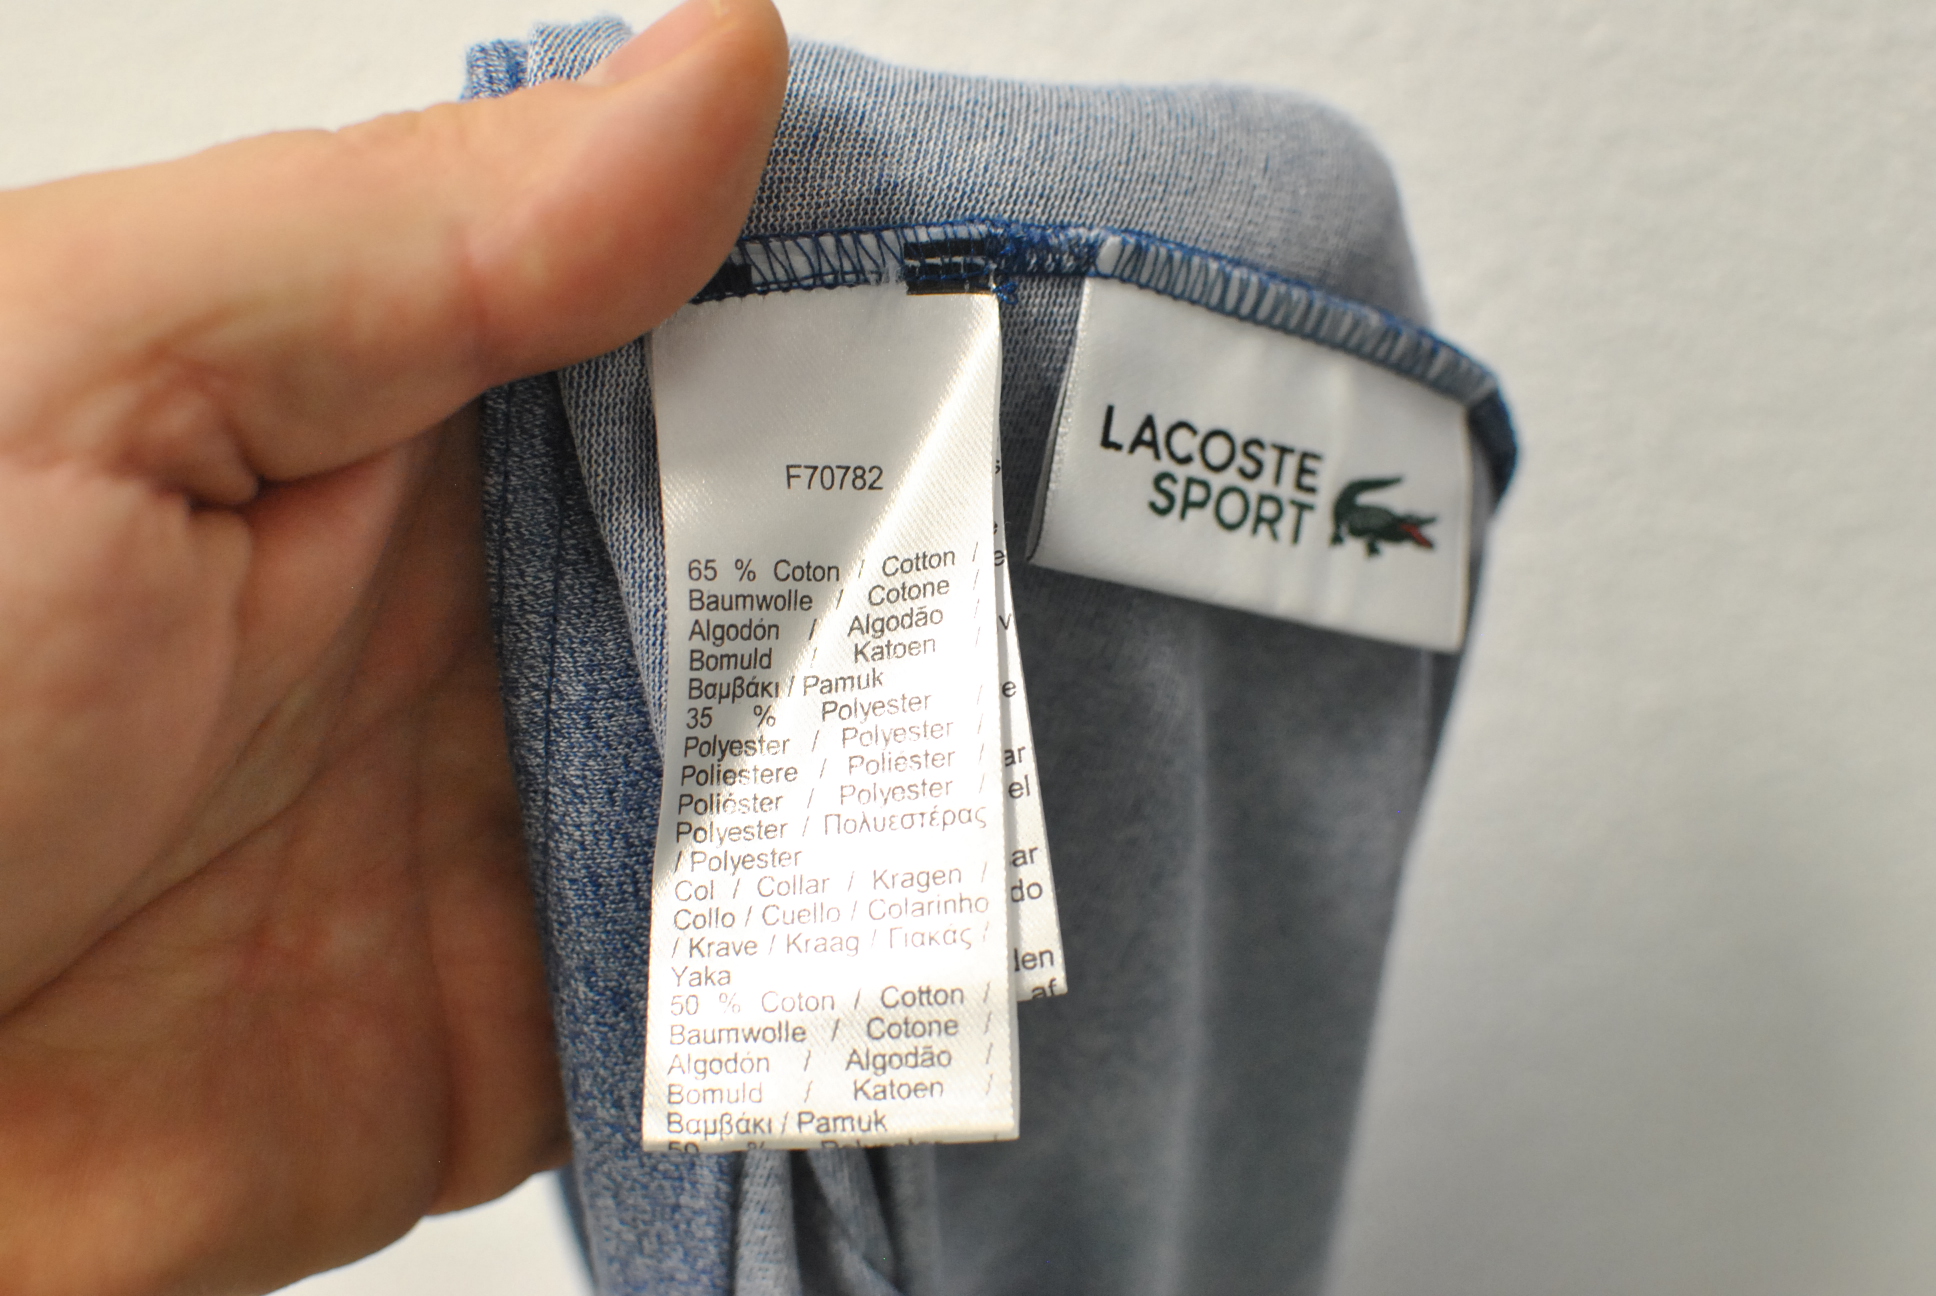 F70782
65 % Coton / Cotton /
Baumwolle / Cotone /
Algodón / Algodão /
Bomuld / Katoen /
Βαμβάκι / Pamuk
35 % Polyester /
Polyester / Polyester /
Poliestere / Poliéster /
Poliéster / Polyester /
Polyester / Πολυεστέρας
/ Polyester
Col / Collar / Kragen /
Collo / Cuello / Colarinho
/ Krave / Kraag / Γιακάς /
Yaka
50 % Coton / Cotton /
Baumwolle / Cotone /
Algodón / Algodão /
Bomuld / Katoen /
Βαμβάκι / Pamuk
LACOSTE
SPORT